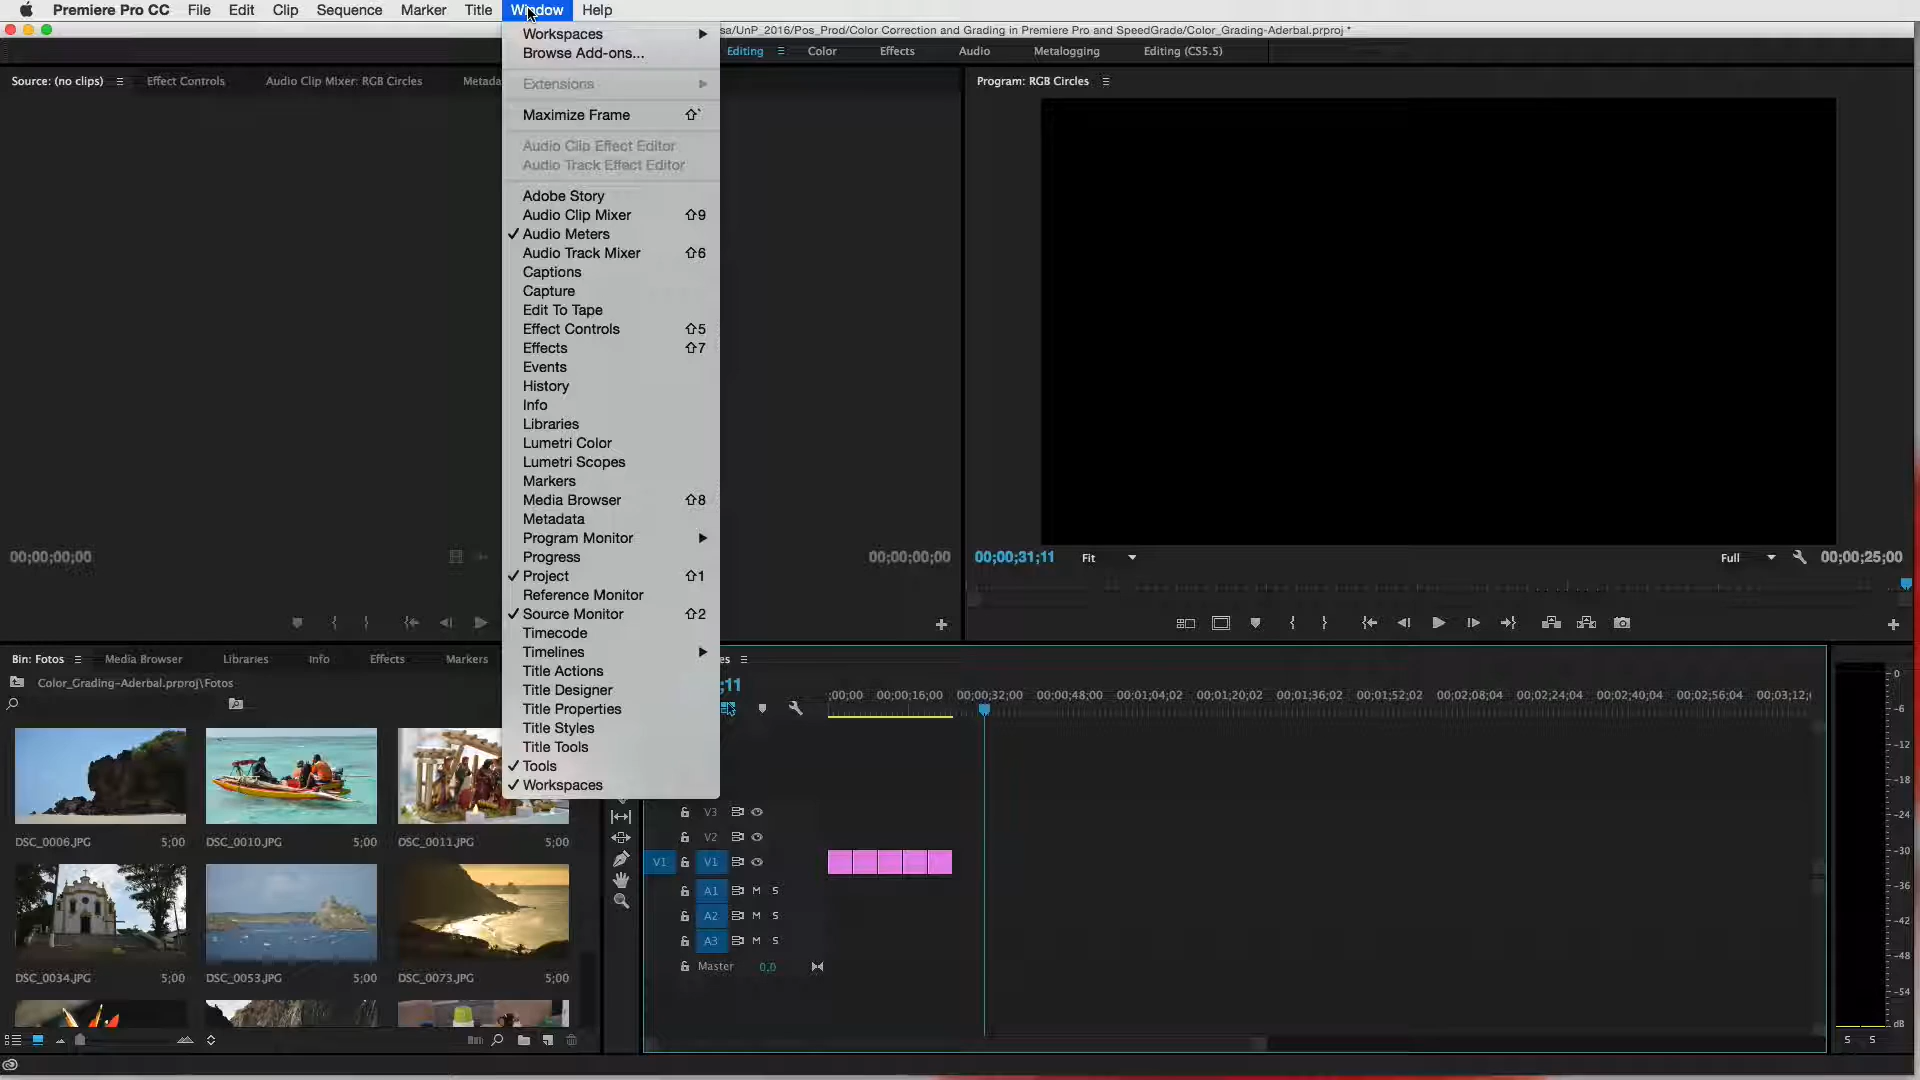 Premiere Pro CC File Edit Clip Sequence Marker Title Window Help
sa/UnP_2016/Pos_Prod/Color Correction and Grading in Premiere Pro and SpeedGrade/Color_Grading-Aderbal.prproj *
Editing Color Effects Audio Metalogging Editing (CS5.5)
Source: (no clips) Effect Controls Audio Clip Mixer: RGB Circles Metada
Program: RGB Circles
Workspaces
Browse Add-ons...
Extensions
Maximize Frame ⇧`
Audio Clip Effect Editor
Audio Track Effect Editor
Adobe Story
Audio Clip Mixer ⇧9
✓ Audio Meters
Audio Track Mixer ⇧6
Captions
Capture
Edit To Tape
Effect Controls ⇧5
Effects ⇧7
Events
History
Info
Libraries
Lumetri Color
Lumetri Scopes
Markers
Media Browser ⇧8
Metadata
Program Monitor
Progress
✓ Project ⇧1
Reference Monitor
✓ Source Monitor ⇧2
Timecode
Timelines
Title Actions
Title Designer
Title Properties
Title Styles
Title Tools
✓ Tools
✓ Workspaces
00;00;00;00 00;00;00;00
00;00;31;11 Fit Full 00;00;25;00
Bin: Fotos Media Browser Libraries Info Effects Markers
Color_Grading-Aderbal.prproj\Fotos
DSC_0006.JPG 5;00 DSC_0010.JPG 5;00 DSC_0011.JPG 5;00
DSC_0034.JPG 5;00 DSC_0053.JPG 5;00 DSC_0073.JPG 5;00
es
;11
;00;00 00;00;16;00 00;00;32;00 00;00;48;00 00;01;04;02 00;01;20;02 00;01;36;02 00;01;52;02 00;02;08;04 00;02;24;04 00;02;40;04 00;02;56;04 00;03;12;
V3
V2
V1 V1
A1 M S
A2 M S
A3 M S
Master 0,0
0
-6
-12
-24
-30
-36
-42
-48
-54
dB
S S